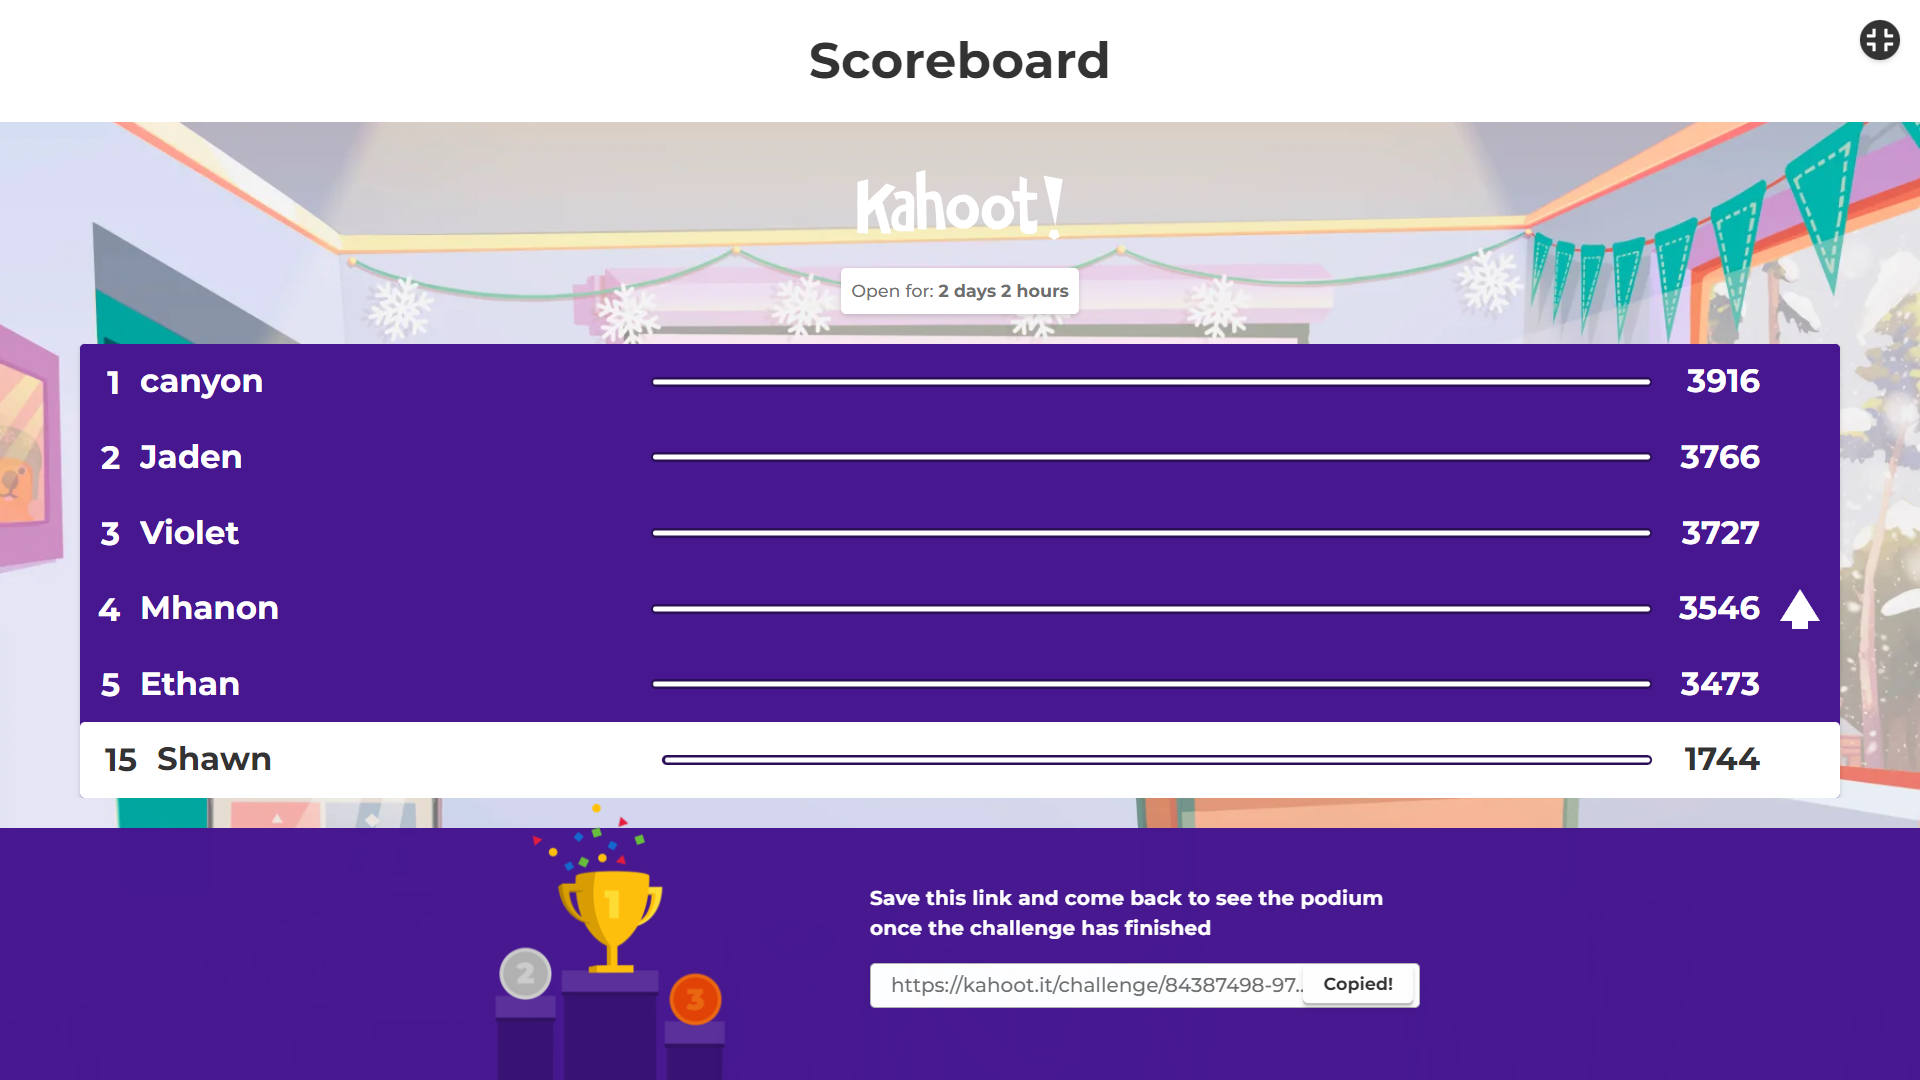 Scoreboard
Kahoot!
Open for: 2 days 2 hours
1 canyon 3916
2 Jaden 3766
3 Violet 3727
4 Mhanon 3546
5 Ethan 3473
15 Shawn 1744
1
2
3
Save this link and come back to see the podium
once the challenge has finished
https://kahoot.it/challenge/84387498-97.. Copied!